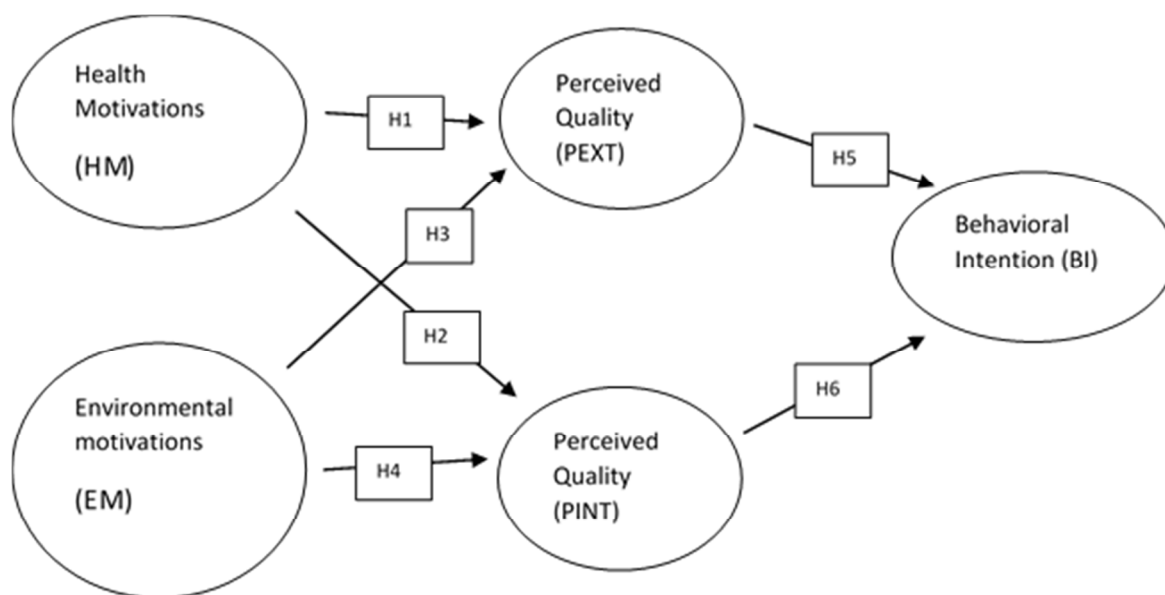 Health
Motivations
(HM)
H1
Perceived
Quality
(PEXT)
H5
H3
Behavioral
Intention (BI)
H2
Environmental
motivations
(EM)
H4
Perceived
Quality
(PINT)
H6